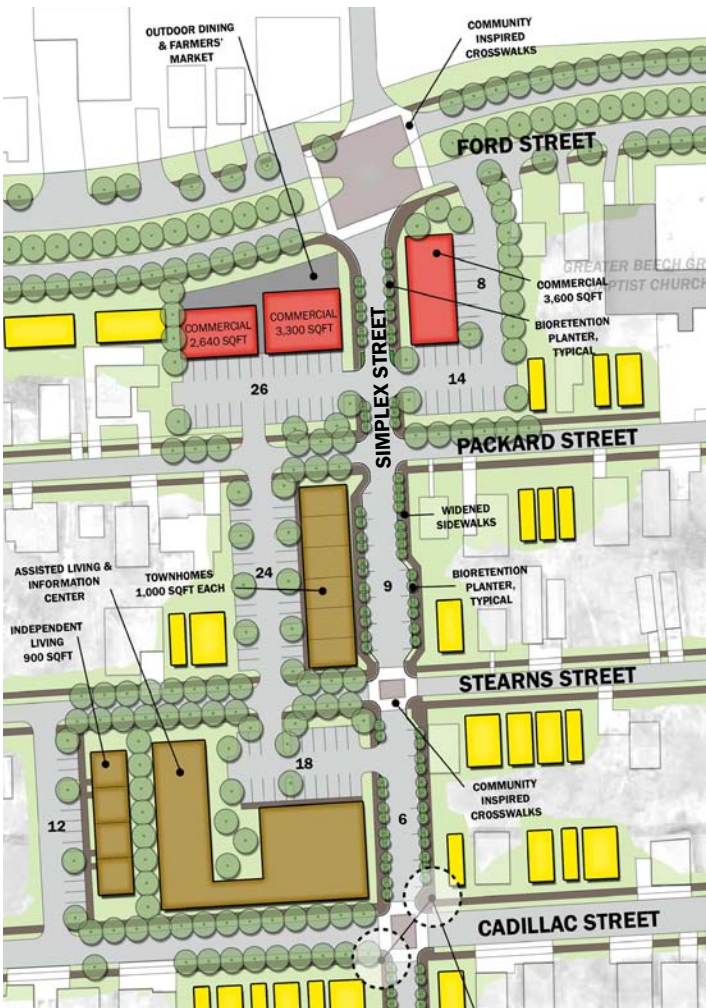 OUTDOOR DINING
& FARMERS'
MARKET
COMMUNITY
INSPIRED
CROSSWALKS
FORD STREET
GREATER BEECH GR
BAPTIST CHURCH
COMMERCIAL
3,600 SQFT
8
BIORETENTION
PLANTER,
TYPICAL
COMMERCIAL
2,640 SQFT
COMMERCIAL
3,300 SQFT
SIMPLEX STREET
26
14
PACKARD STREET
WIDENED
SIDEWALKS
ASSISTED LIVING &
INFORMATION
CENTER
TOWNHOMES
1,000 SQFT EACH
24
9
BIORETENTION
PLANTER,
TYPICAL
INDEPENDENT
LIVING
900 SQFT
STEARNS STREET
18
COMMUNITY
INSPIRED
CROSSWALKS
12
6
CADILLAC STREET